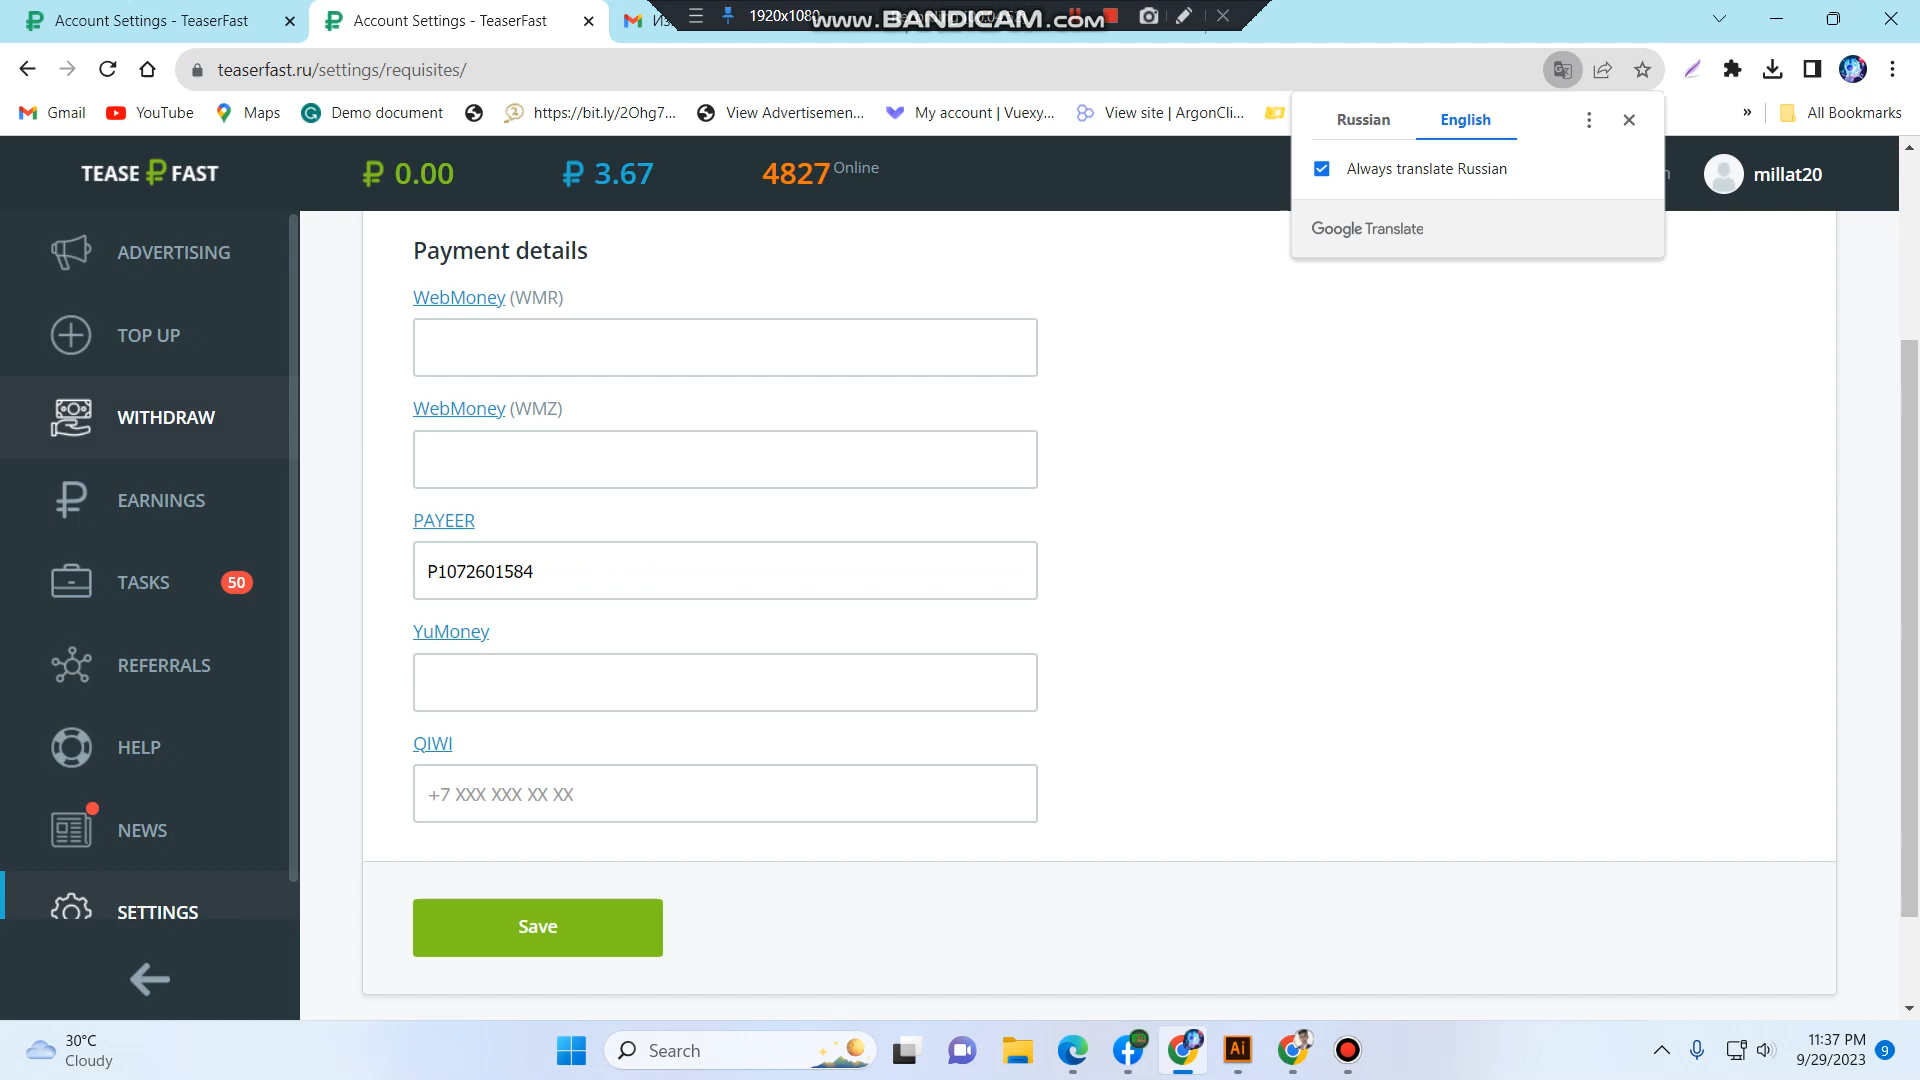 Account Settings - TeaserFast
Account Settings - TeaserFast
1920x1080
www.BANDICAM.com
teaserfast.ru/settings/requisites/
Gmail
YouTube
Maps
Demo document
https://bit.ly/2Ohg7...
View Advertisemen...
My account | Vuexy...
View site | ArgonCli...
»
All Bookmarks
Russian
English
Always translate Russian
Google Translate
TEASE FAST
₽ 0.00
₽ 3.67
4827 Online
millat20
ADVERTISING
TOP UP
WITHDRAW
EARNINGS
TASKS 50
REFERRALS
HELP
NEWS
SETTINGS
Payment details
WebMoney (WMR)
WebMoney (WMZ)
PAYEER
P1072601584
YuMoney
QIWI
+7 XXX XXX XX XX
Save
30°C
Cloudy
Search
Ai
11:37 PM
9/29/2023
9